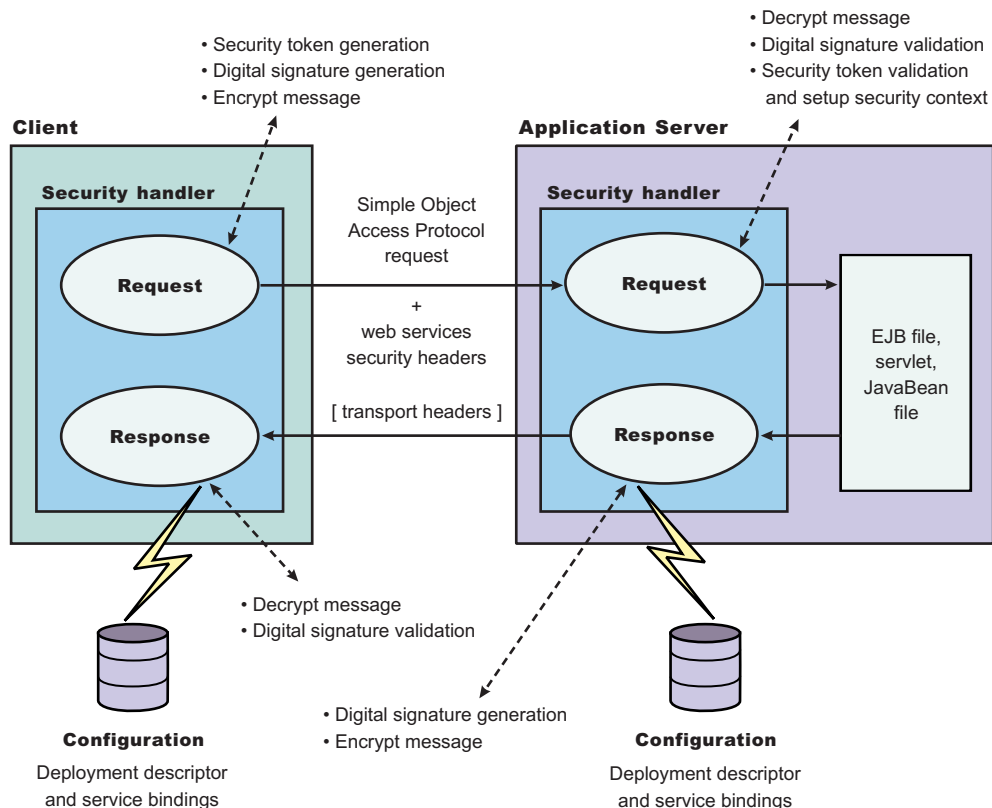 • Security token generation
• Digital signature generation
• Encrypt message
• Decrypt message
• Digital signature validation
• Security token validation
and setup security context
Client
Application Server
Security handler
Security handler
Simple Object
Access Protocol
request
Request
Request
+
web services
security headers
EJB file,
servlet,
JavaBean
file
[ transport headers ]
Response
Response
• Decrypt message
• Digital signature validation
• Digital signature generation
• Encrypt message
Configuration
Deployment descriptor
and service bindings
Configuration
Deployment descriptor
and service bindings